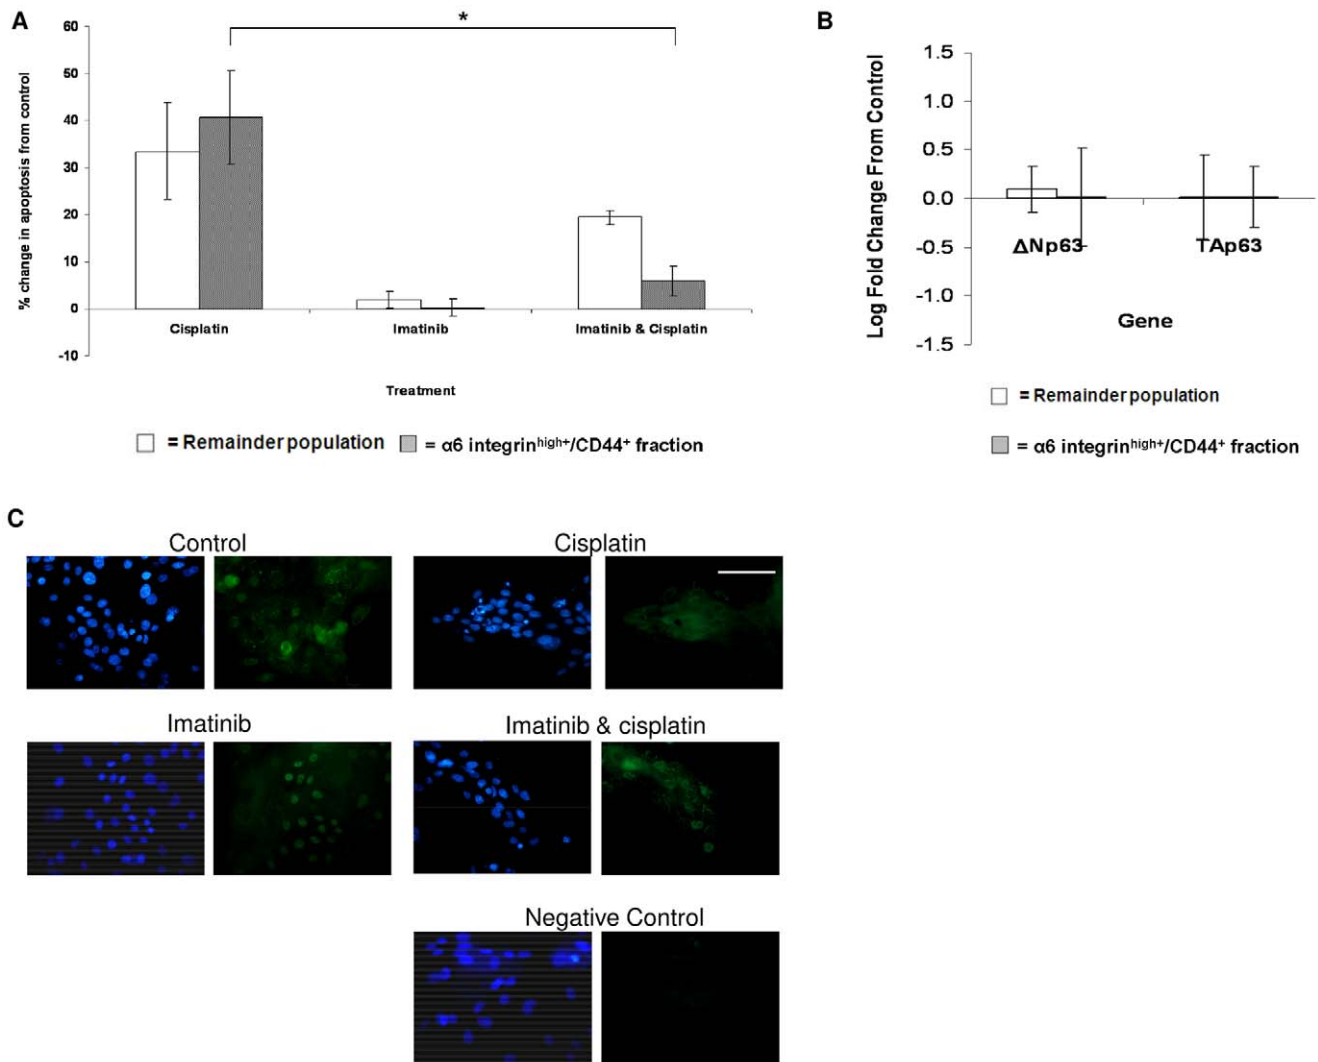 A
*
60
50
40
30
20
10
0
-10
% change in apoptosis from control
Cisplatin Imatinib Imatinib & Cisplatin
Treatment
= Remainder population = α6 integrinhigh+/CD44+ fraction
B
1.5
1.0
0.5
0.0
-0.5
-1.0
-1.5
Log Fold Change From Control
ΔNp63 TAp63
Gene
= Remainder population
= α6 integrinhigh+/CD44+ fraction
C
Control Cisplatin
Imatinib Imatinib & cisplatin
Negative Control